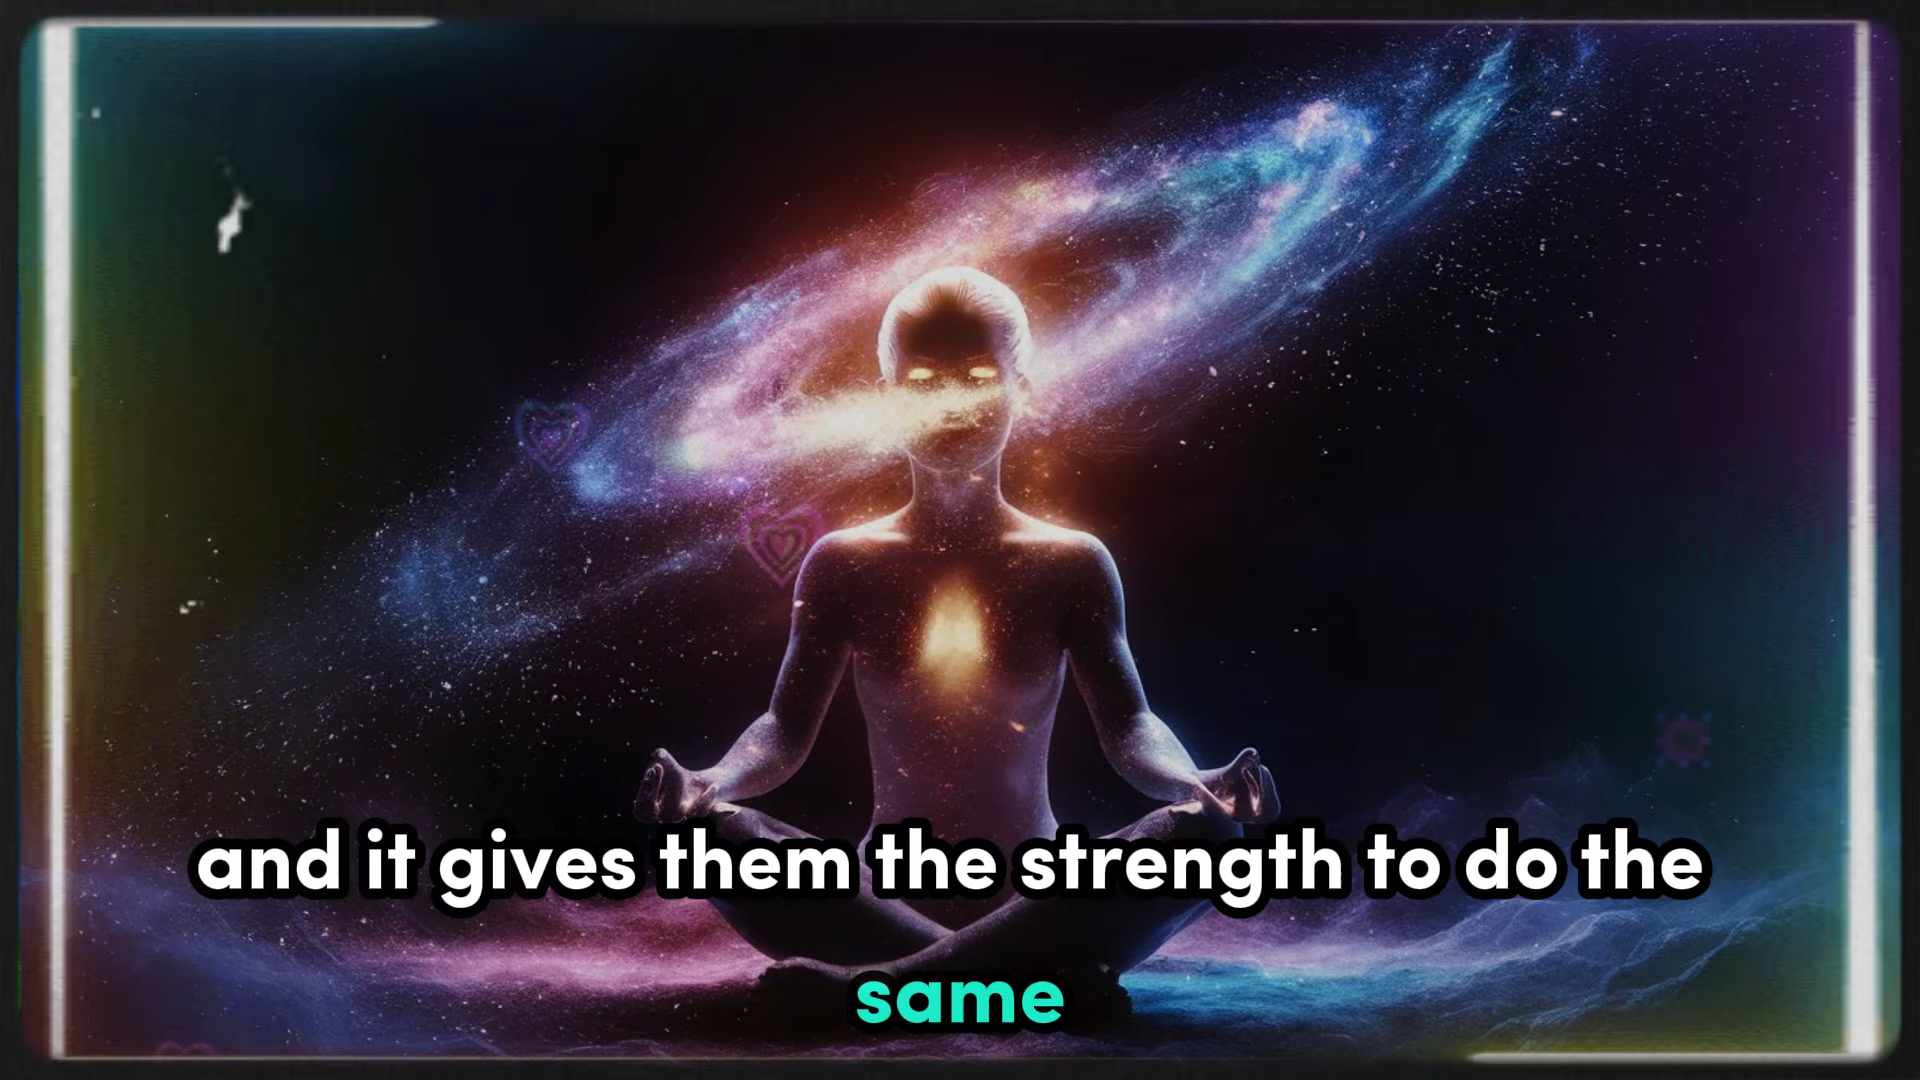 and it gives them the strength to do the
same